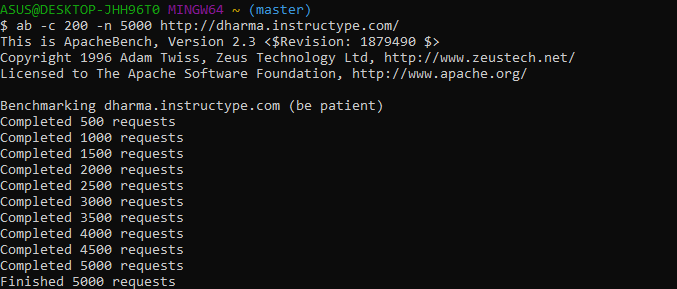 ASUS@DESKTOP-JHH96T0 MINGW64 ~ (master)
$ ab -c 200 -n 5000 http://dharma.instructype.com/
This is ApacheBench, Version 2.3 <$Revision: 1879490 $>
Copyright 1996 Adam Twiss, Zeus Technology Ltd, http://www.zeustech.net/
Licensed to The Apache Software Foundation, http://www.apache.org/

Benchmarking dharma.instructype.com (be patient)
Completed 500 requests
Completed 1000 requests
Completed 1500 requests
Completed 2000 requests
Completed 2500 requests
Completed 3000 requests
Completed 3500 requests
Completed 4000 requests
Completed 4500 requests
Completed 5000 requests
Finished 5000 requests